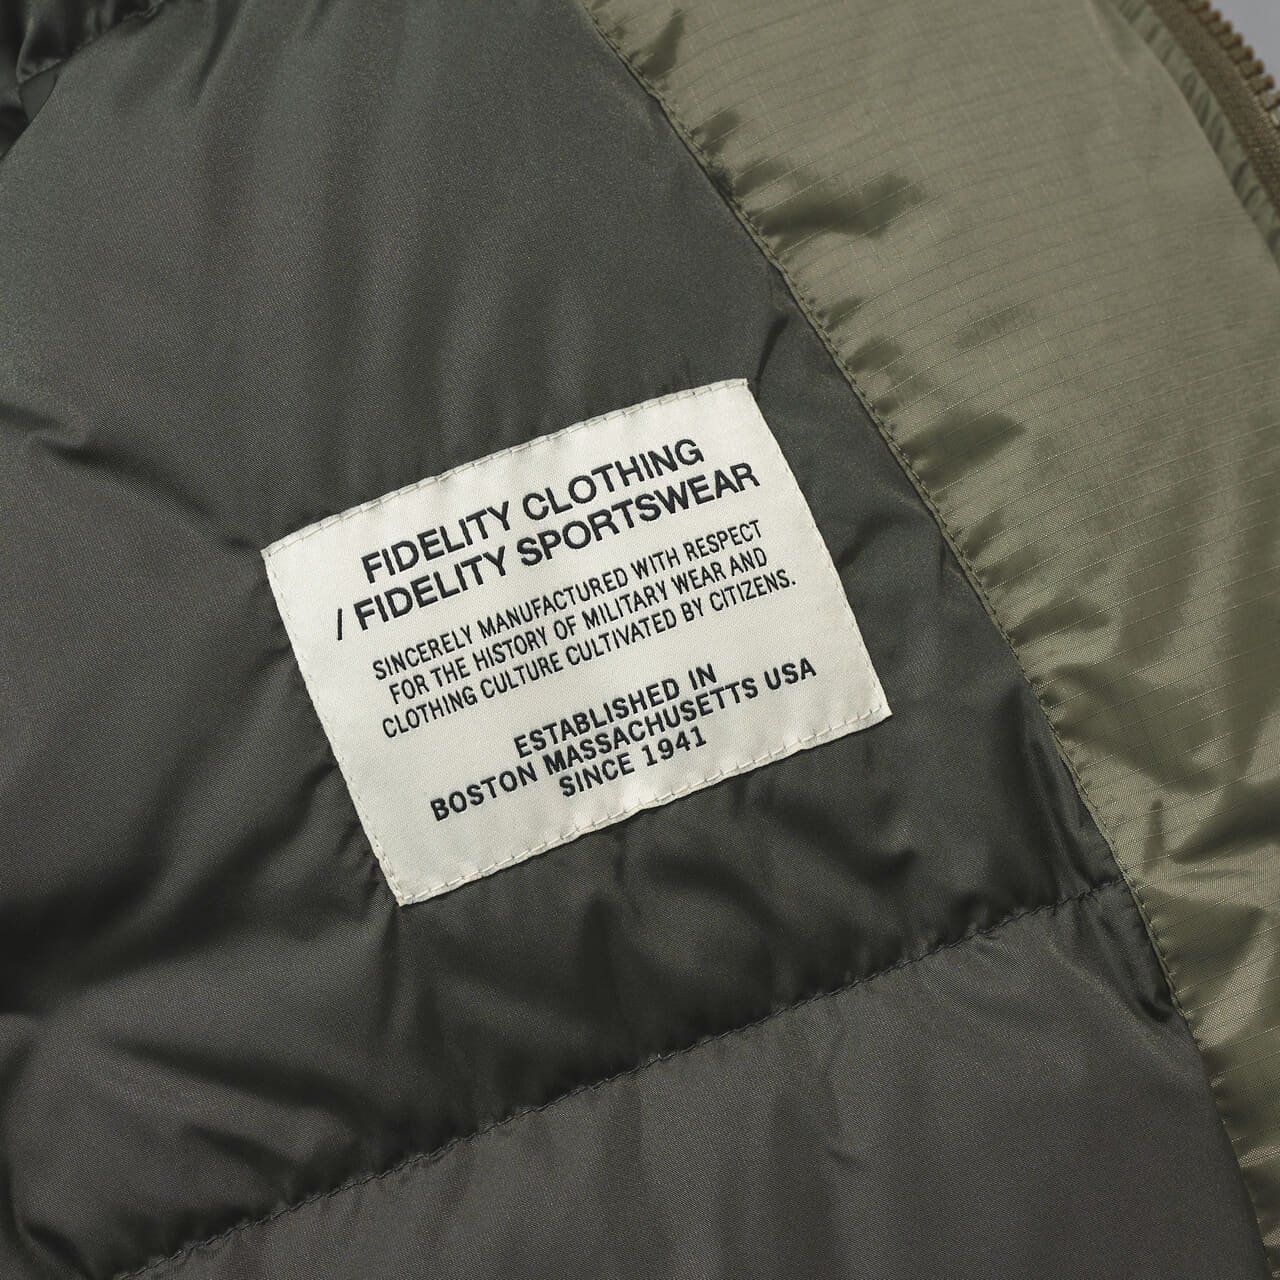 FIDELITY CLOTHING
/ FIDELITY SPORTSWEAR
SINCERELY MANUFACTURED WITH RESPECT
FOR THE HISTORY OF MILITARY WEAR AND
CLOTHING CULTURE CULTIVATED BY CITIZENS.
ESTABLISHED IN
BOSTON MASSACHUSETTS USA
SINCE 1941